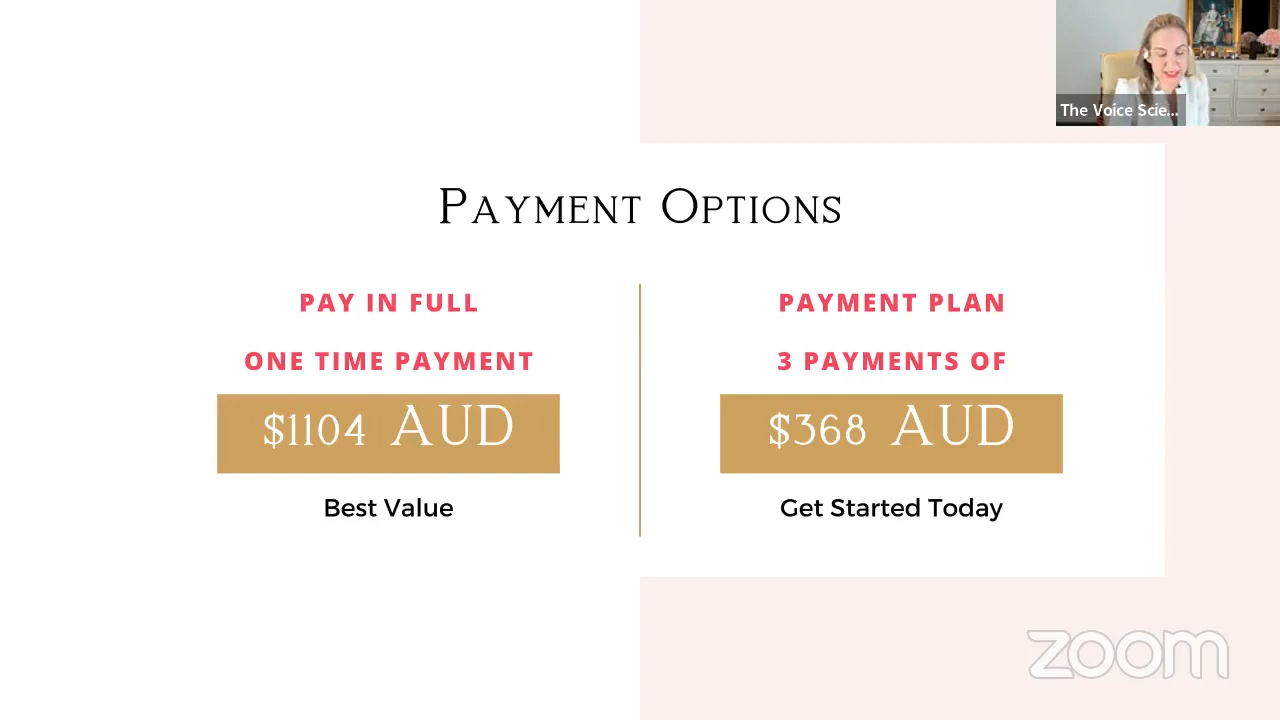 The Voice Scie...
Payment Options
PAY IN FULL
ONE TIME PAYMENT
$1104 AUD
Best Value
PAYMENT PLAN
3 PAYMENTS OF
$368 AUD
Get Started Today
zoom